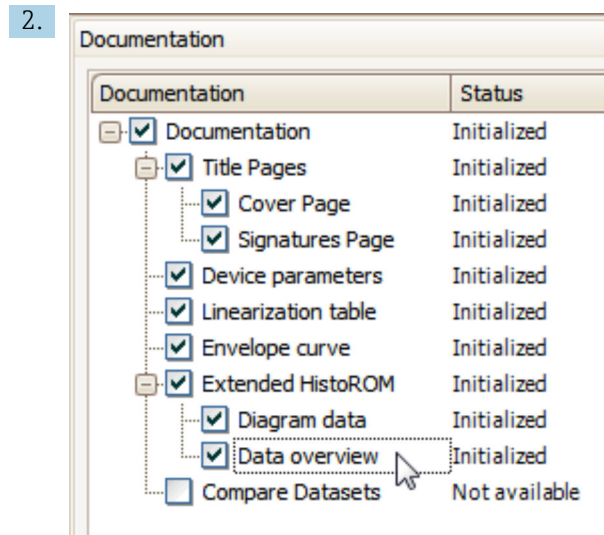 2.
Documentation
Documentation Status
Documentation Initialized
Title Pages Initialized
Cover Page Initialized
Signatures Page Initialized
Device parameters Initialized
Linearization table Initialized
Envelope curve Initialized
Extended HistoROM Initialized
Diagram data Initialized
Data overview Initialized
Compare Datasets Not available